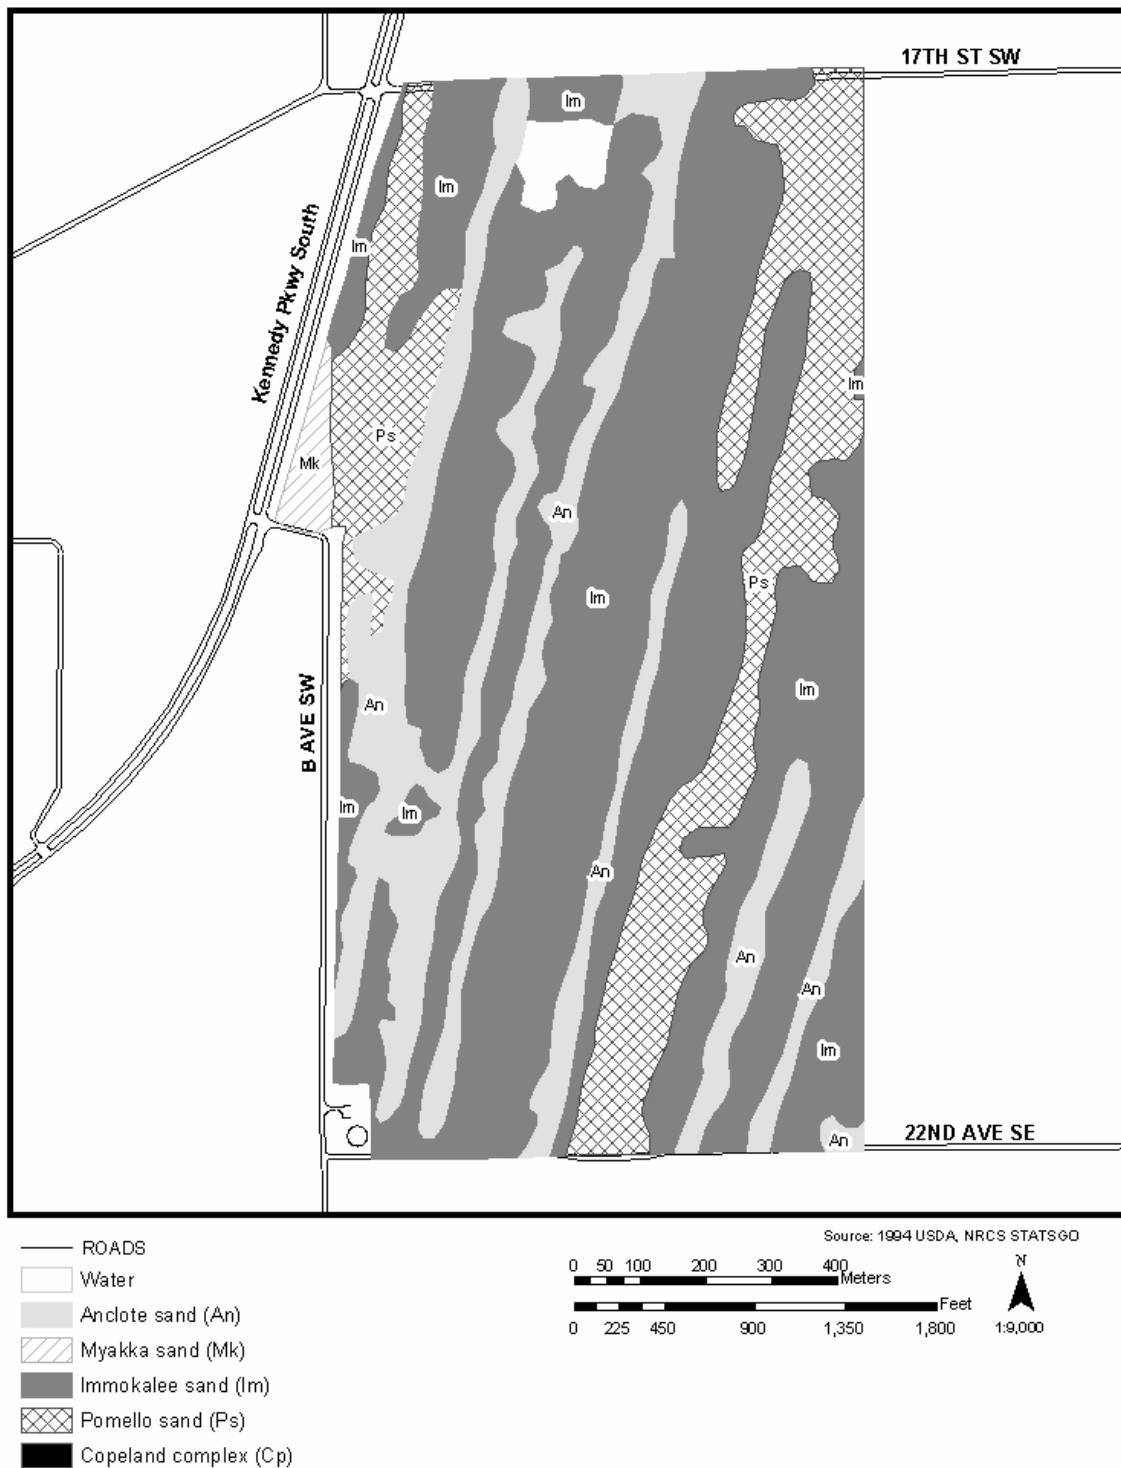 17TH ST SW
Im
Im
Kennedy Pkwy South
Im
Im
Ps
Mk
An
Ps
Im
Im
An
B AVE SW
Im
Im
An
An
An
Im
22ND AVE SE
An
Source: 1994 USDA, NRCS STATSGO
ROADS
Water
Anclote sand (An)
Myakka sand (Mk)
Immokalee sand (Im)
Pomello sand (Ps)
Copeland complex (Cp)
0 50 100 200 300 400
Meters
Feet
0 225 450 900 1,350 1,800
N
1:9,000